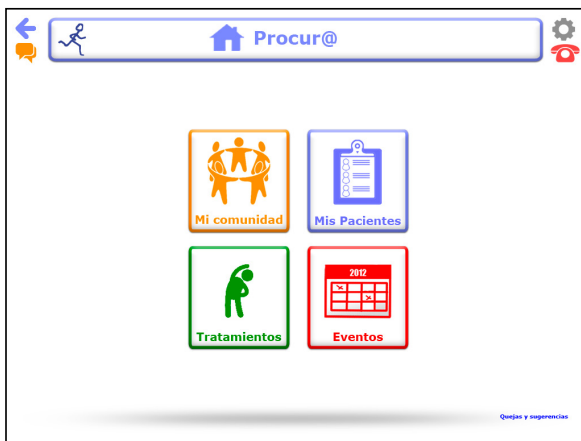 Procur@
Mi comunidad
Mis Pacientes
2012
Tratamientos
Eventos
Quejas y sugerencias